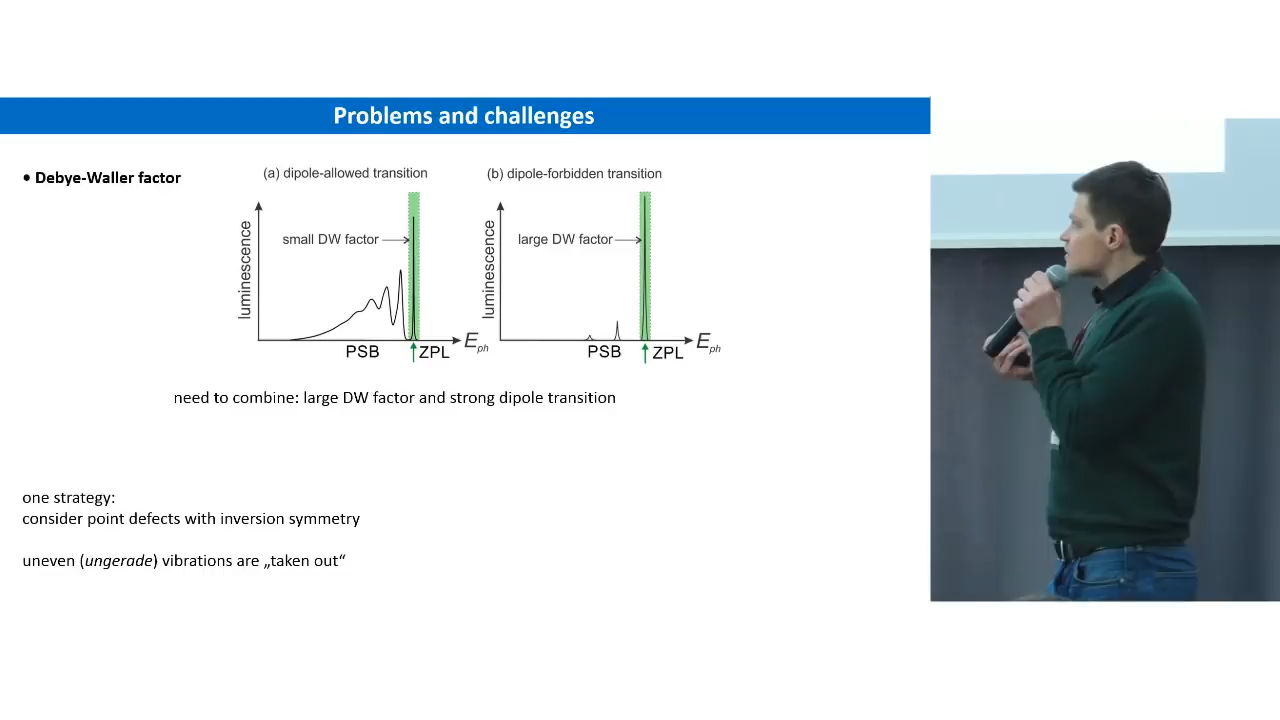 Problems and challenges
• Debye-Waller factor
(a) dipole-allowed transition
luminescence
small DW factor
PSB
ZPL
E ph
(b) dipole-forbidden transition
luminescence
large DW factor
PSB
ZPL
E ph
need to combine: large DW factor and strong dipole transition
one strategy:
consider point defects with inversion symmetry
uneven (ungerade) vibrations are „taken out“